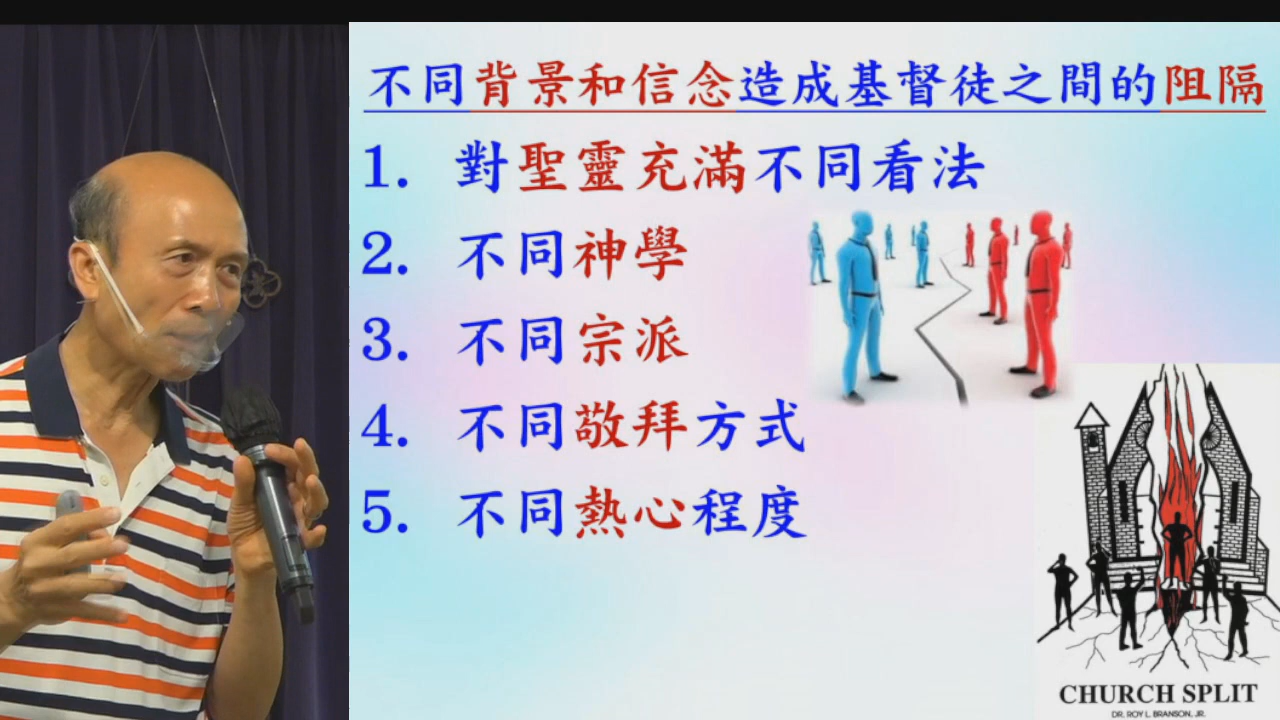 不同背景和信念造成基督徒之間的阻隔
1. 對聖靈充滿不同看法
2. 不同神學
3. 不同宗派
4. 不同敬拜方式
5. 不同熱心程度
CHURCH SPLIT
DR. ROY L. BRANSON, JR.